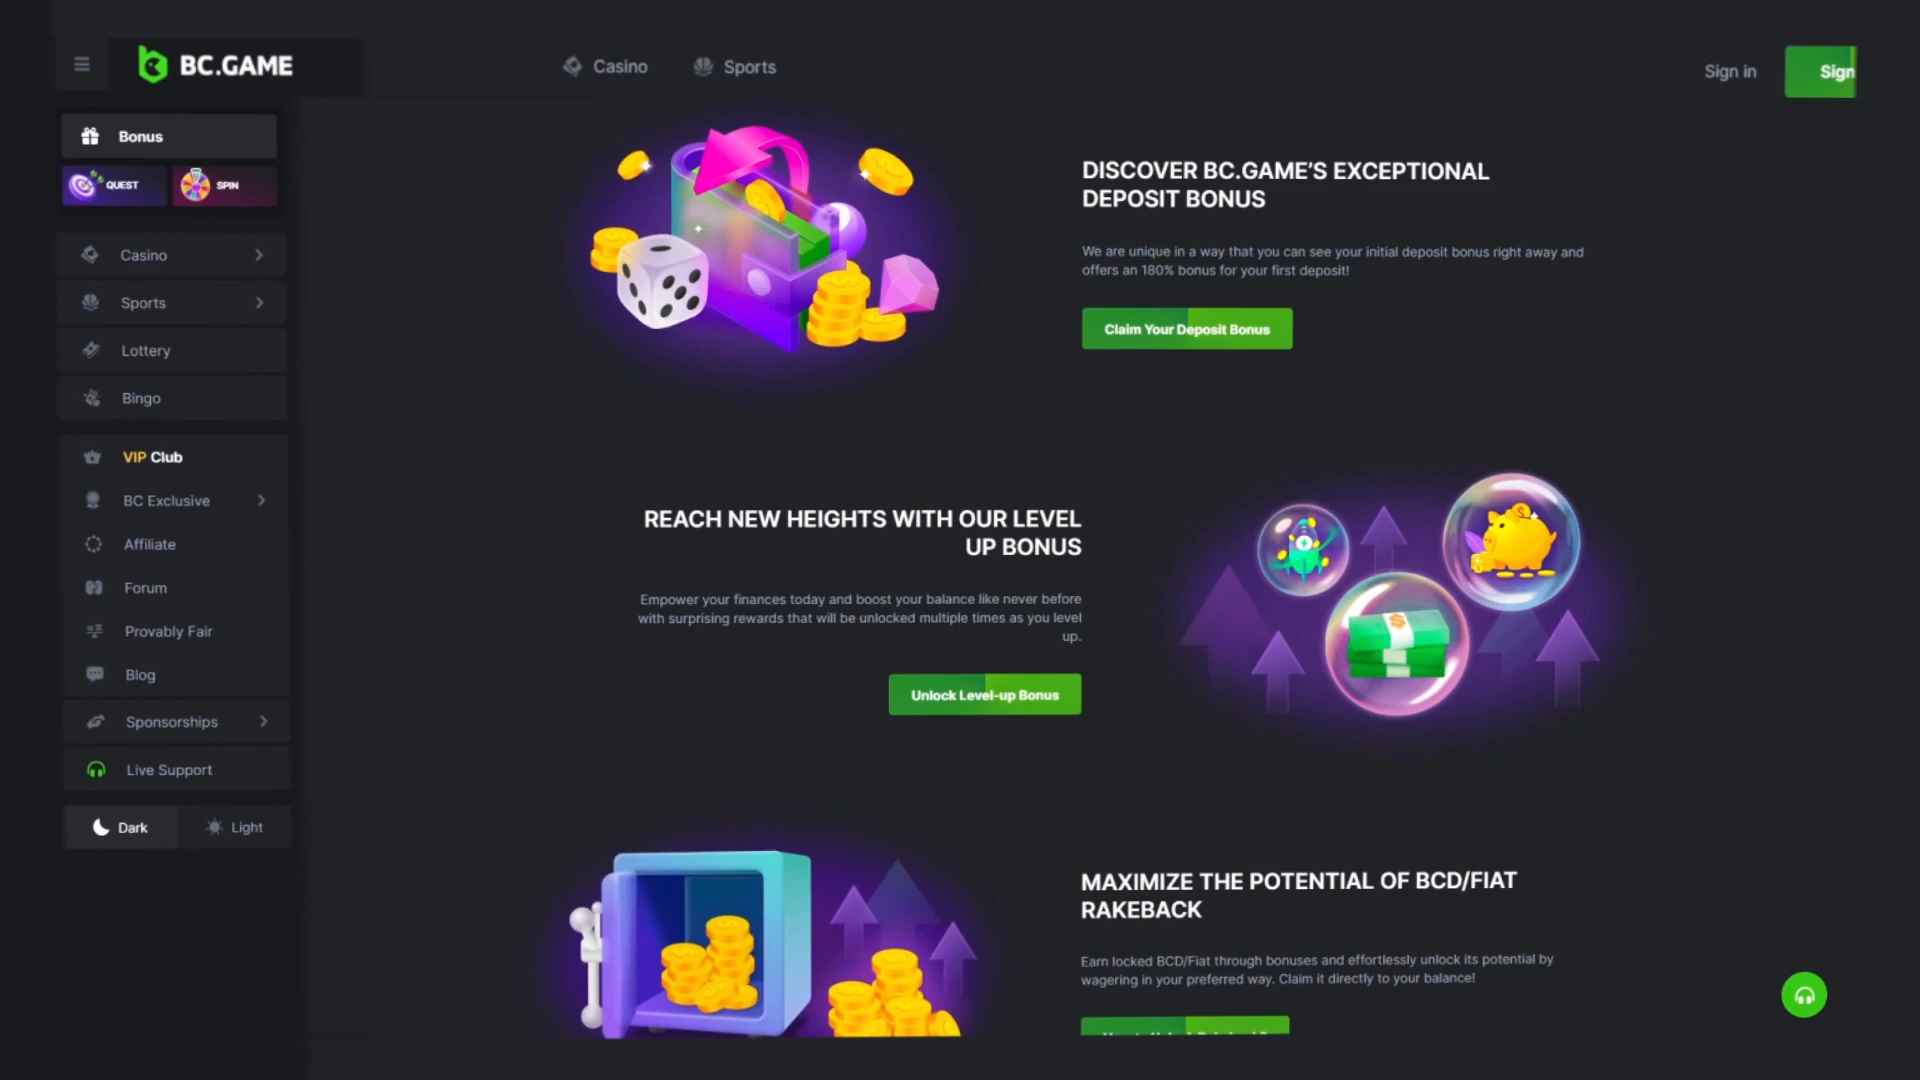 BC.GAME
Casino
Sports
Sign in
Sign
Bonus
QUEST
SPIN
Casino
Sports
Lottery
Bingo
VIP Club
BC Exclusive
Affiliate
Forum
Provably Fair
Blog
Sponsorships
Live Support
Dark
Light
DISCOVER BC.GAME’S EXCEPTIONAL
DEPOSIT BONUS
We are unique in a way that you can see your initial deposit bonus right away and
offers an 180% bonus for your first deposit!
Claim Your Deposit Bonus
REACH NEW HEIGHTS WITH OUR LEVEL
UP BONUS
Empower your finances today and boost your balance like never before
with surprising rewards that will be unlocked multiple times as you level
up.
Unlock Level-up Bonus
MAXIMIZE THE POTENTIAL OF BCD/FIAT
RAKEBACK
Earn locked BCD/Fiat through bonuses and effortlessly unlock its potential by
wagering in your preferred way. Claim it directly to your balance!